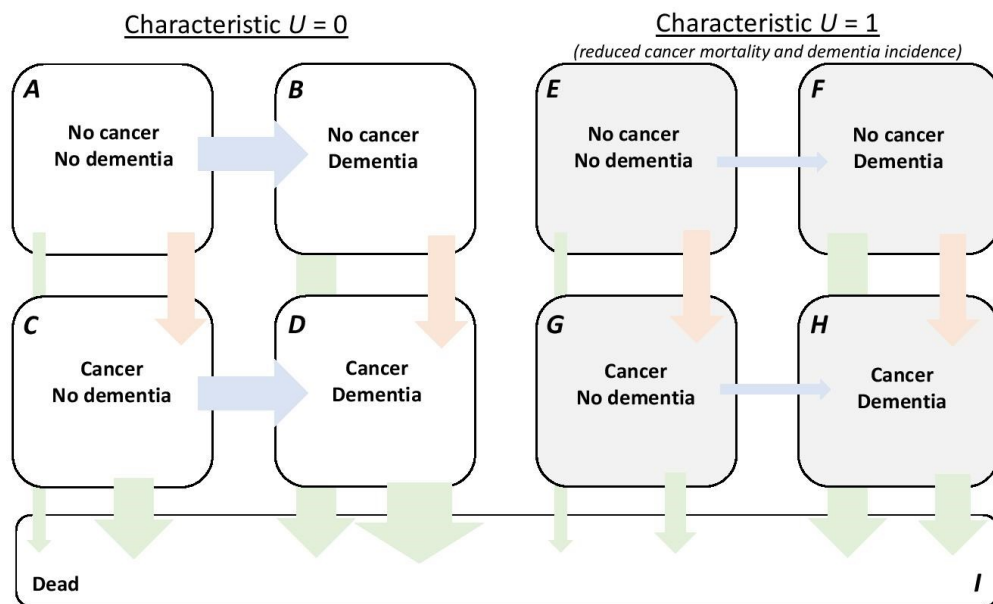 Characteristic U = 0
Characteristic U = 1
(reduced cancer mortality and dementia incidence)
A
No cancer
No dementia
B
No cancer
Dementia
E
No cancer
No dementia
F
No cancer
Dementia
C
Cancer
No dementia
D
Cancer
Dementia
G
Cancer
No dementia
H
Cancer
Dementia
Dead
I